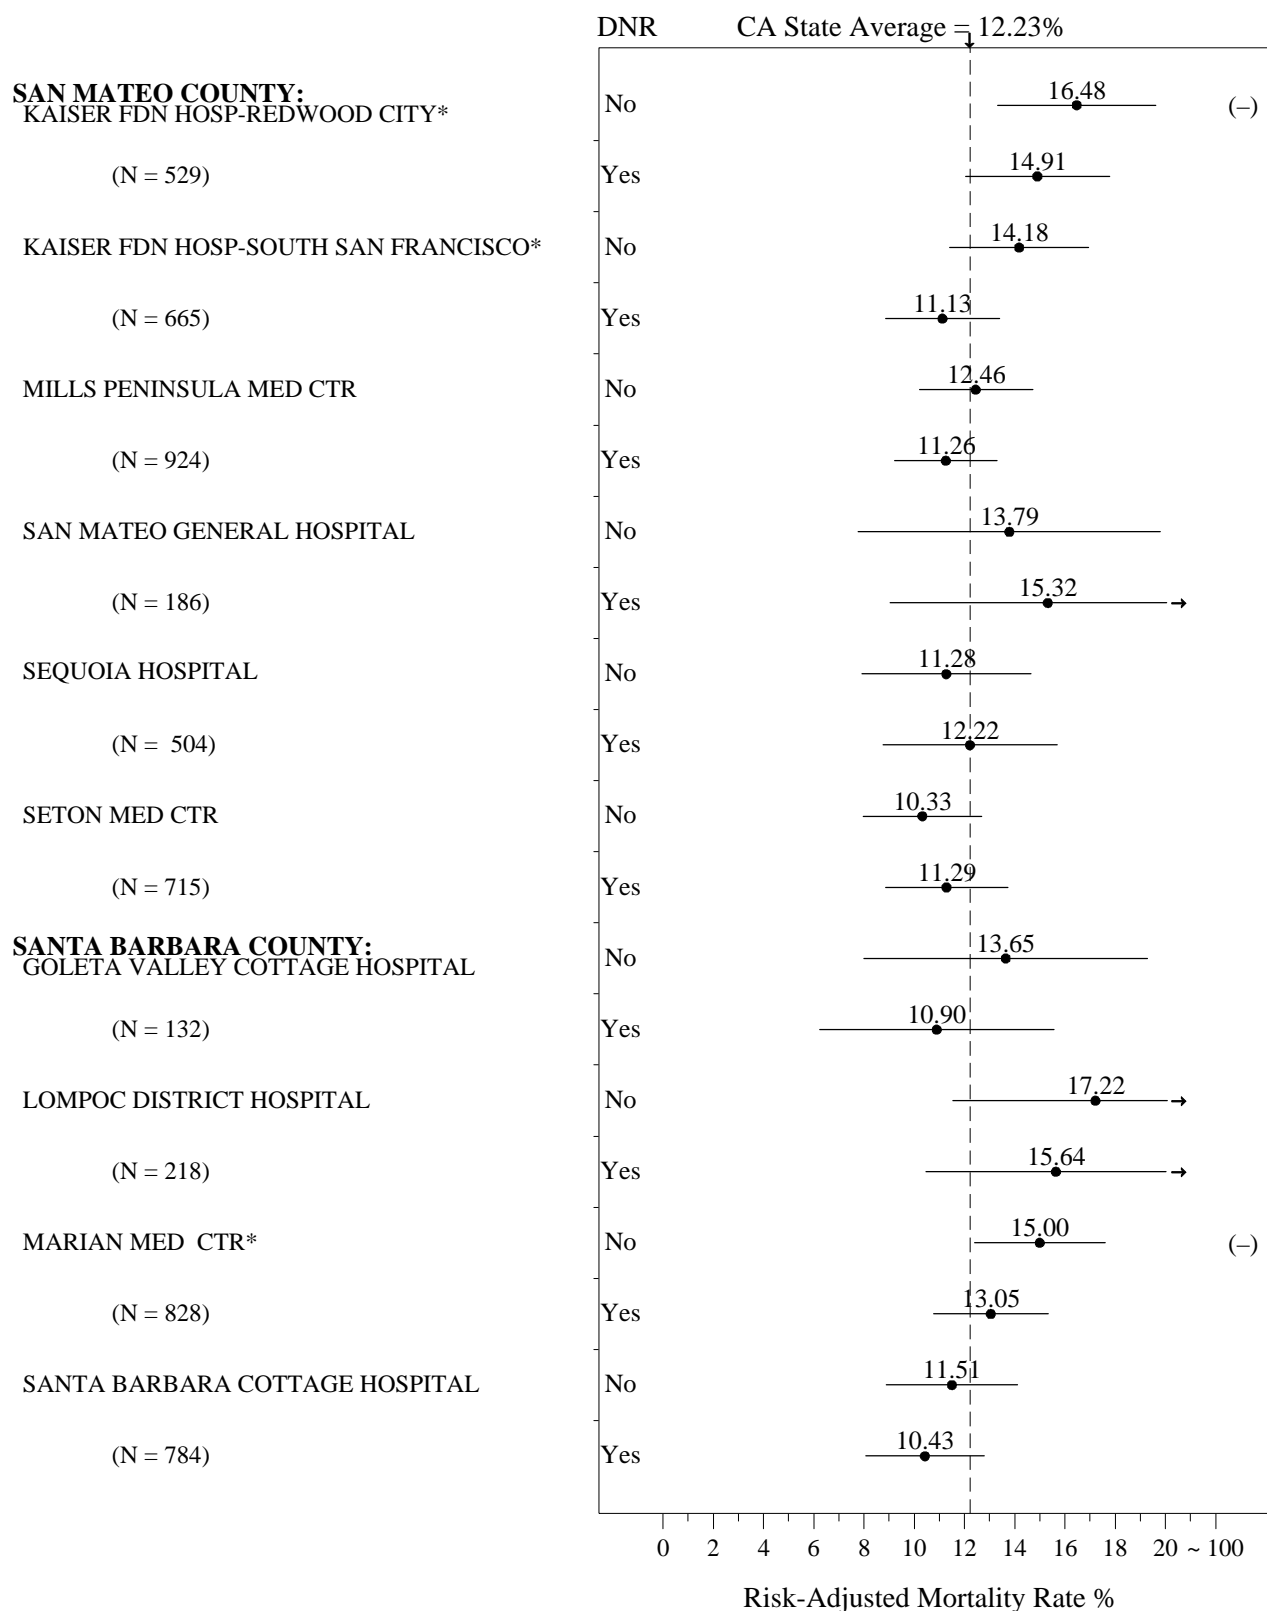 DNR CA State Average = 12.23%
SAN MATEO COUNTY:
KAISER FDN HOSP-REDWOOD CITY* No 16.48 (–)
(N = 529) Yes 14.91
KAISER FDN HOSP-SOUTH SAN FRANCISCO* No 14.18
(N = 665) Yes 11.13
MILLS PENINSULA MED CTR No 12.46
(N = 924) Yes 11.26
SAN MATEO GENERAL HOSPITAL No 13.79
(N = 186) Yes 15.32
SEQUOIA HOSPITAL No 11.28
(N = 504) Yes 12.22
SETON MED CTR No 10.33
(N = 715) Yes 11.29
SANTA BARBARA COUNTY:
GOLETA VALLEY COTTAGE HOSPITAL No 13.65
(N = 132) Yes 10.90
LOMPOC DISTRICT HOSPITAL No 17.22
(N = 218) Yes 15.64
MARIAN MED CTR* No 15.00 (–)
(N = 828) Yes 13.05
SANTA BARBARA COTTAGE HOSPITAL No 11.51
(N = 784) Yes 10.43
0 2 4 6 8 10 12 14 16 18 20 ~ 100
Risk-Adjusted Mortality Rate %